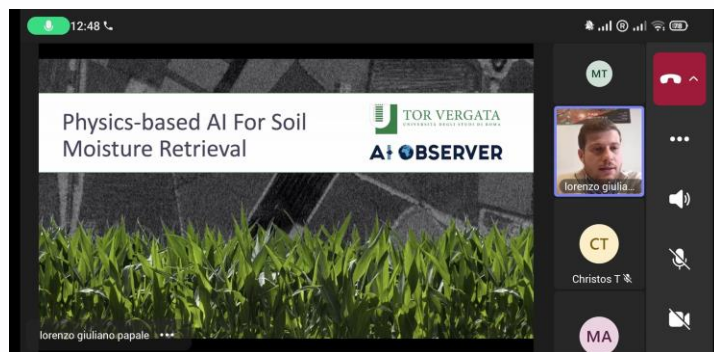 12:48
R
78
Physics-based AI For Soil
Moisture Retrieval
TOR VERGATA
UNIVERSITÀ DEGLI STUDI DI ROMA
AI OBSERVER
MT
lorenzo giulia...
CT
Christos T
MA
lorenzo giuliano papale